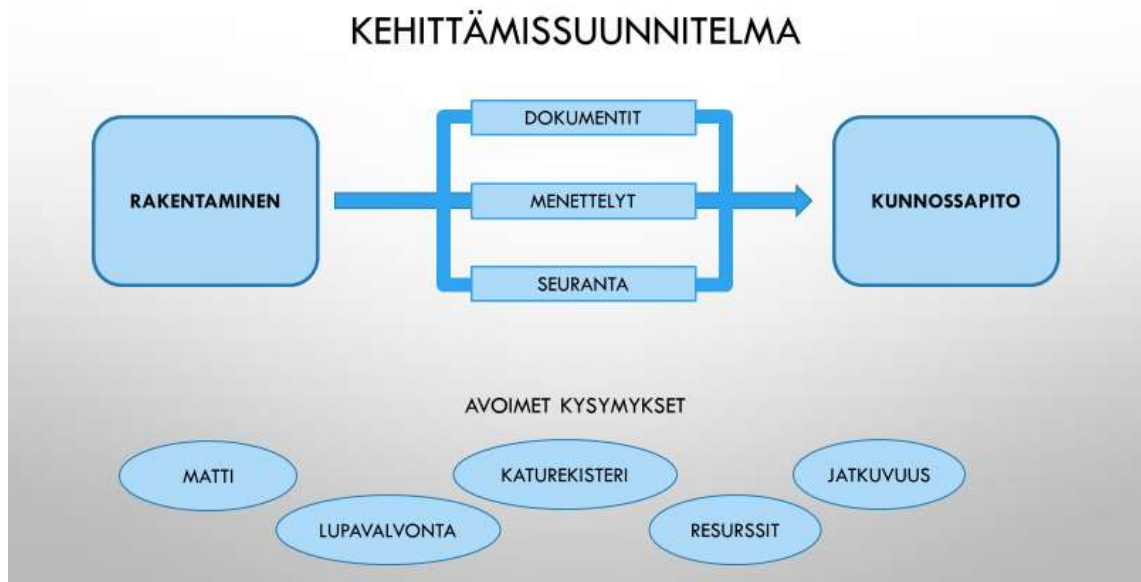 KEHITTÄMISSUUNNITELMA
DOKUMENTIT
RAKENTAMINEN
MENETTELYT
KUNNOSSAPITO
SEURANTA
AVOIMET KYSYMYKSET
MATTI
KATUREKISTERI
JATKUVUUS
LUPAVALVONTA
RESURSSIT